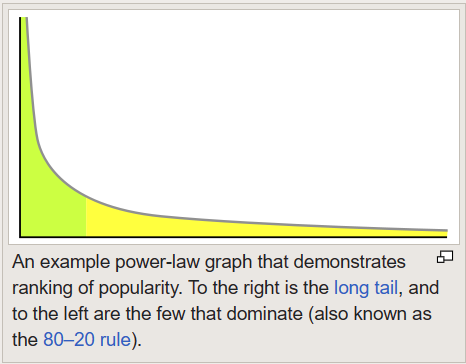 An example power-law graph that demonstrates
ranking of popularity. To the right is the long tail, and
to the left are the few that dominate (also known as
the 80–20 rule).